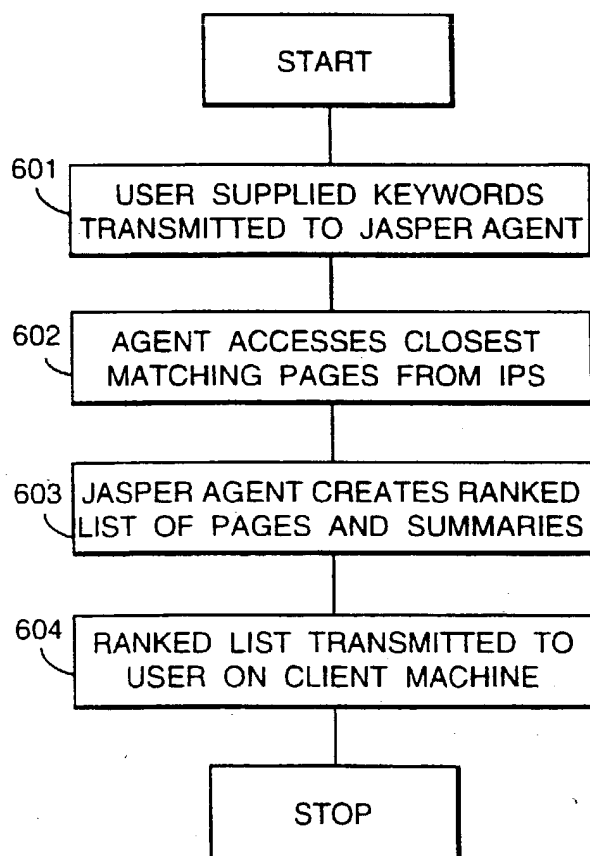 START
601
USER SUPPLIED KEYWORDS
TRANSMITTED TO JASPER AGENT
602
AGENT ACCESSES CLOSEST
MATCHING PAGES FROM IPS
603
JASPER AGENT CREATES RANKED
LIST OF PAGES AND SUMMARIES
604
RANKED LIST TRANSMITTED TO
USER ON CLIENT MACHINE
STOP